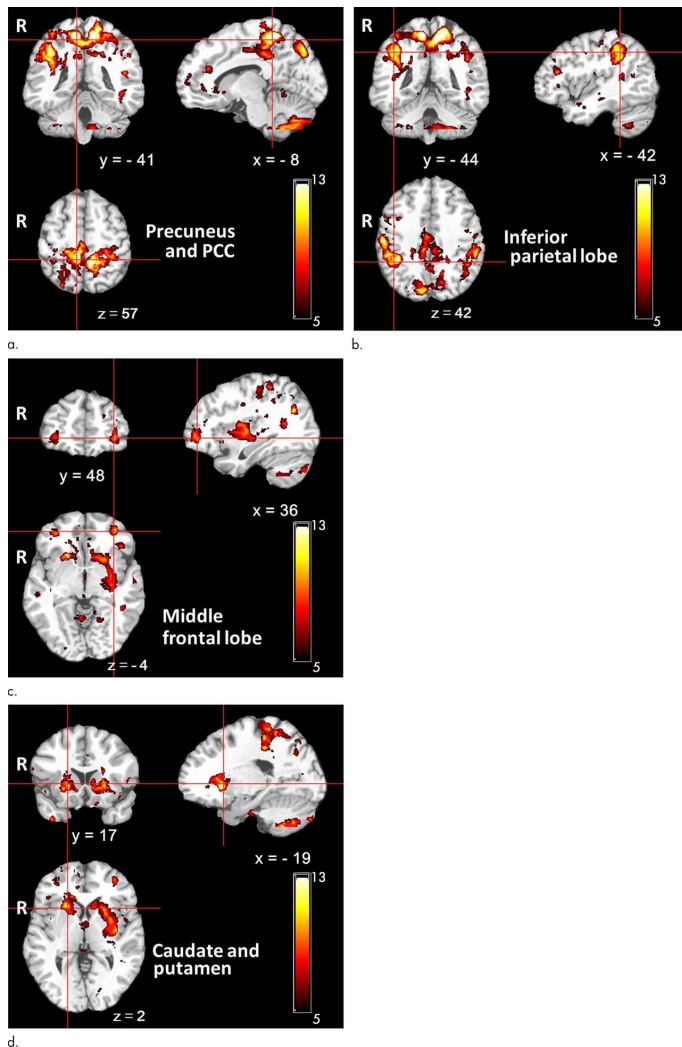 R
y = - 41
x = - 8
R
Precuneus
and PCC
z = 57
13
5
a.
R
y = - 44
x = - 42
R
Inferior
parietal lobe
z = 42
13
5
b.
R
y = 48
x = 36
R
Middle
frontal lobe
z = - 4
13
5
c.
R
y = 17
x = - 19
R
Caudate and
putamen
z = 2
13
5
d.